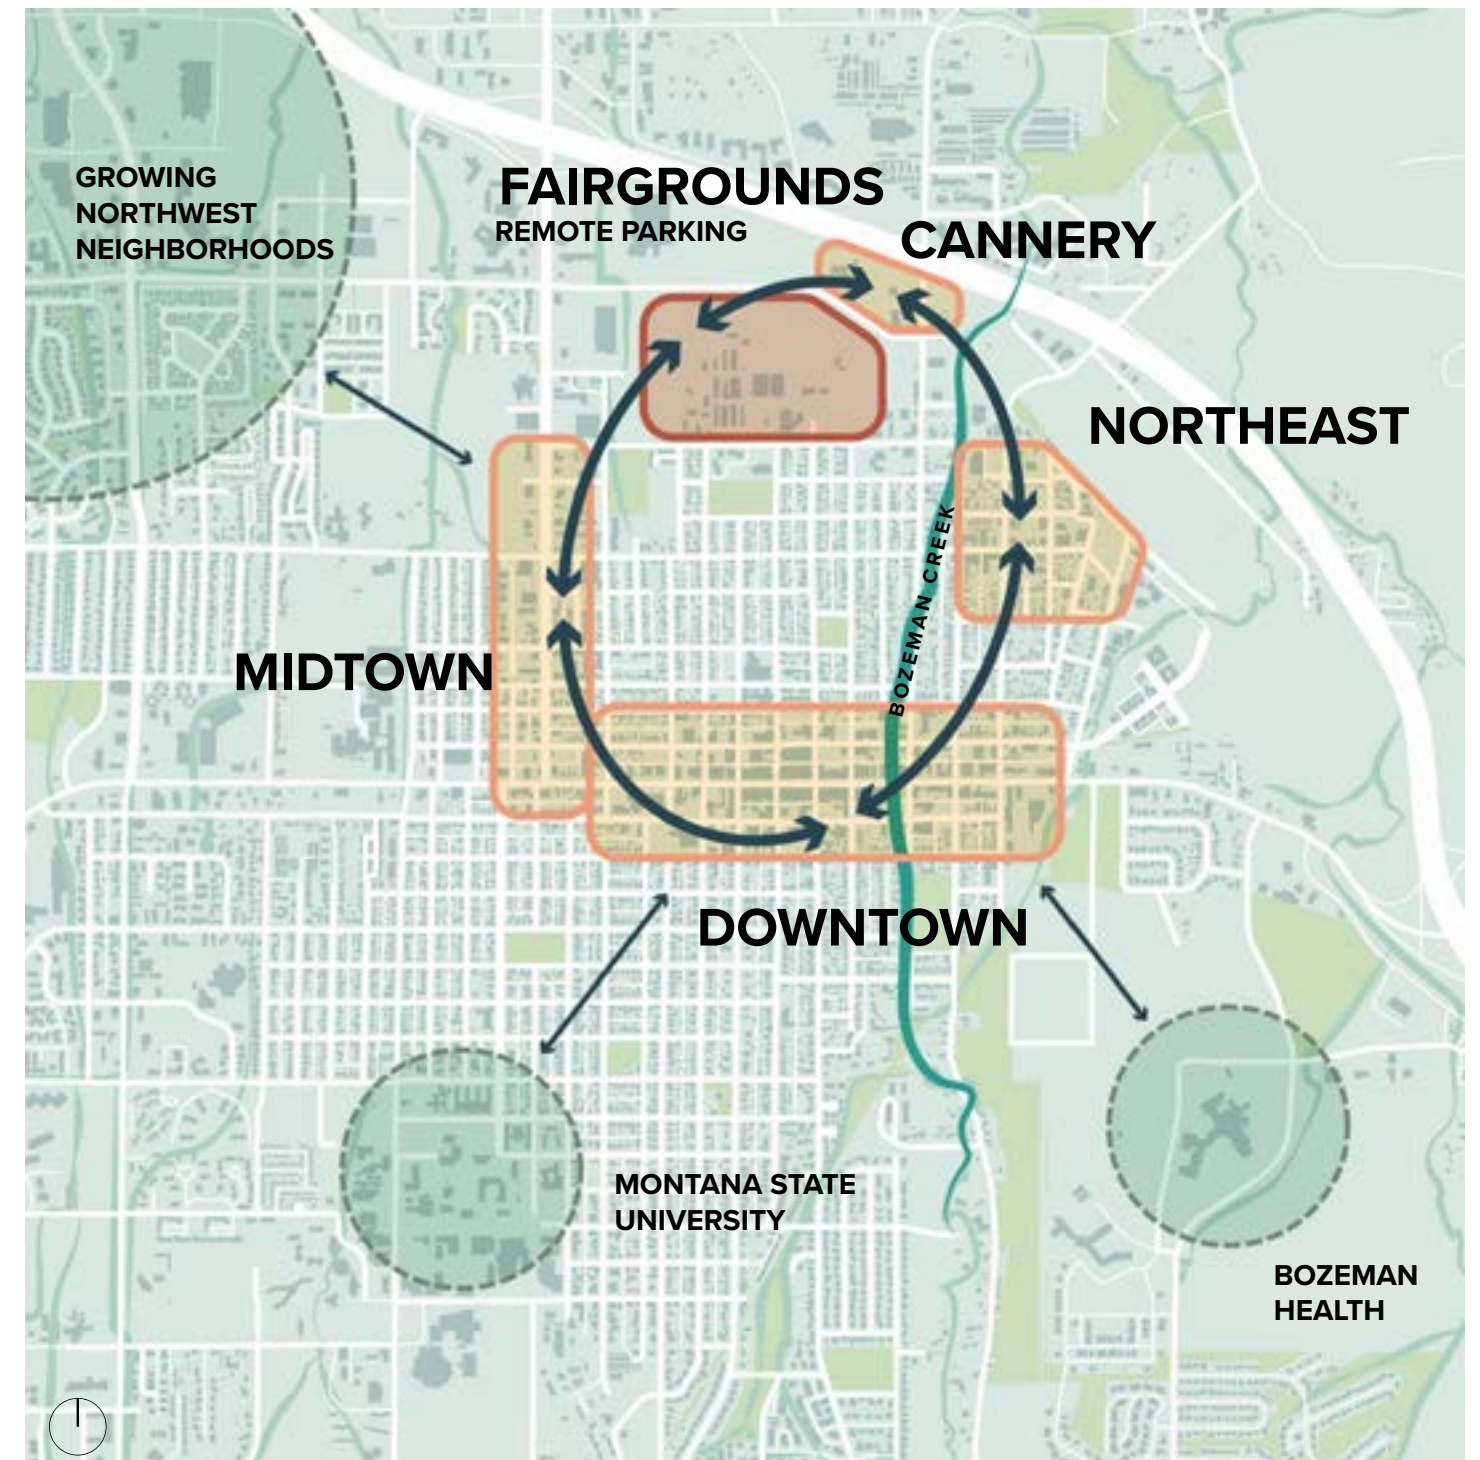 GROWING
NORTHWEST
NEIGHBORHOODS
FAIRGROUNDS
REMOTE PARKING
CANNERY
NORTHEAST
BOZEMAN CREEK
MIDTOWN
DOWNTOWN
MONTANA STATE
UNIVERSITY
BOZEMAN
HEALTH